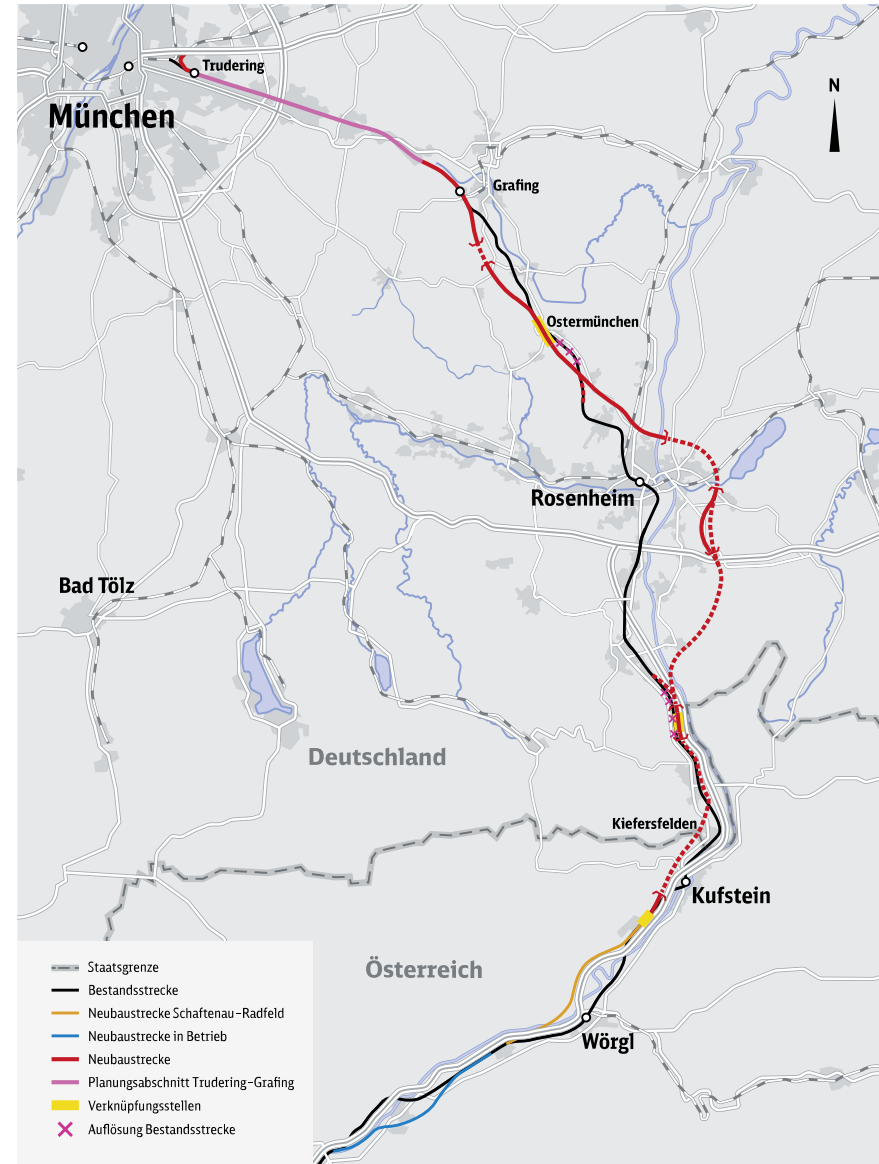 Trudering
München
N
Grafing
Ostermünchen
Rosenheim
Bad Tölz
Deutschland
Kiefersfelden
Kufstein
Österreich
Wörgl
Staatsgrenze
Bestandsstrecke
Neubaustrecke Schaftenau–Radfeld
Neubaustrecke in Betrieb
Neubaustrecke
Planungsabschnitt Trudering–Grafing
Verknüpfungsstellen
Auflösung Bestandsstrecke